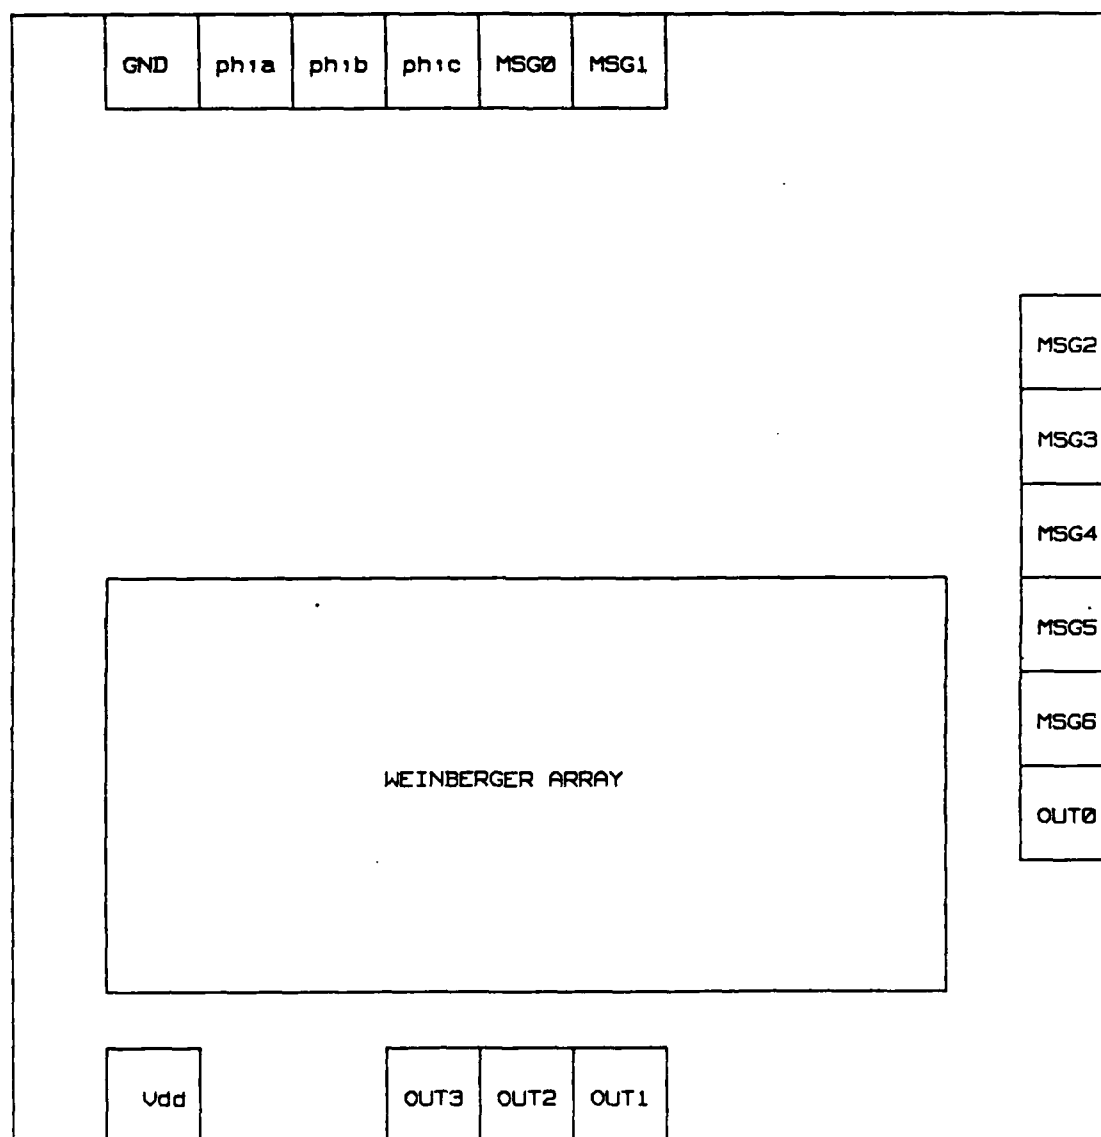 GND phia phib phic MSG0 MSG1
MSG2
MSG3
MSG4
MSG5
MSG6
WEINBERGER ARRAY
OUT0
Vdd OUT3 OUT2 OUT1